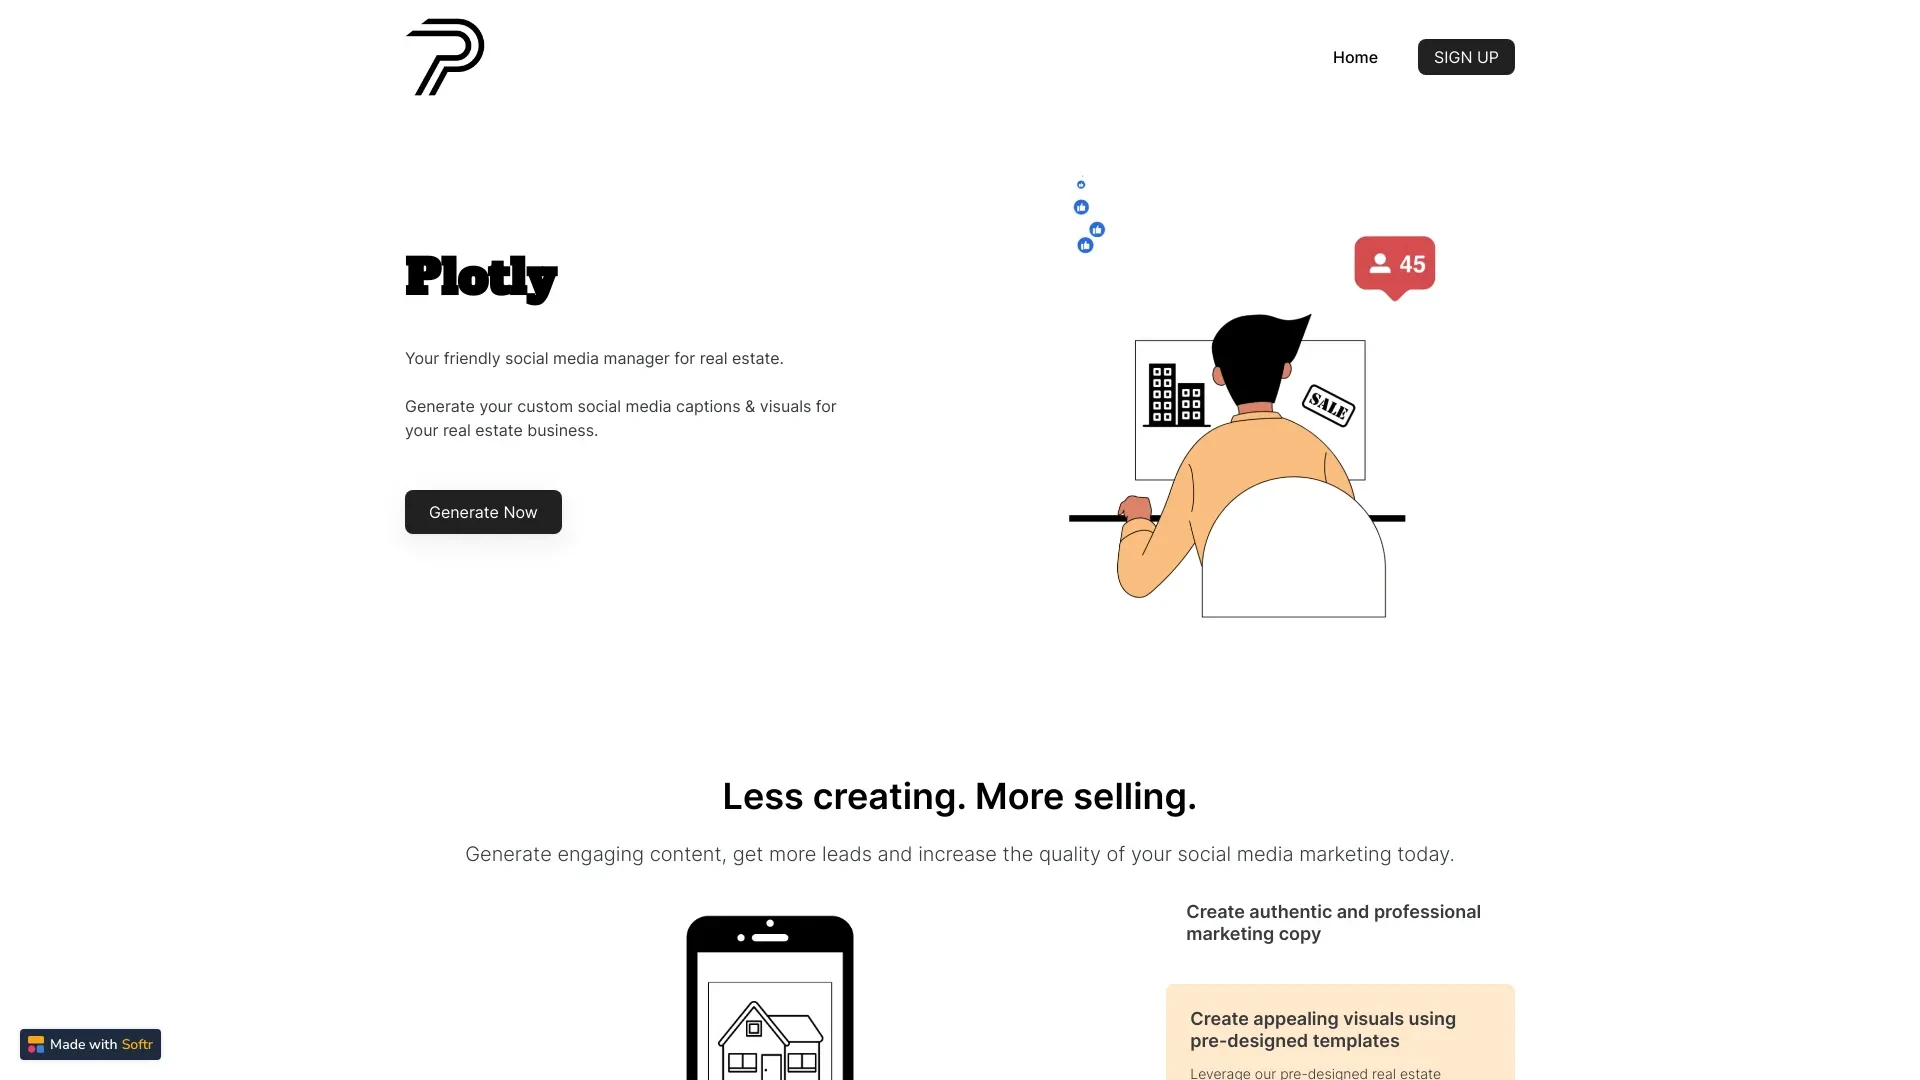 Home
SIGN UP
Plotly
45
Your friendly social media manager for real estate.
SALE
Generate your custom social media captions & visuals for
your real estate business.
Generate Now
Less creating. More selling.
Generate engaging content, get more leads and increase the quality of your social media marketing today.
Create authentic and professional
marketing copy
Create appealing visuals using
pre-designed templates
Leverage our pre-designed real estate
Made with Softr